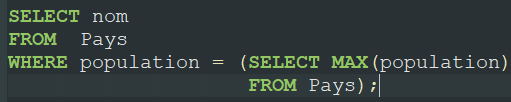 SELECT nom
FROM  Pays
WHERE population = (SELECT MAX(population)
                    FROM Pays);